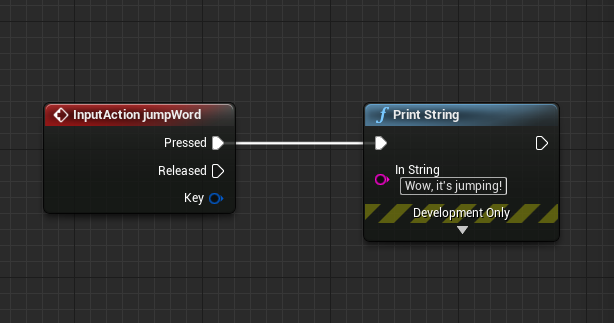 InputAction jumpWord
Pressed
Released
Key
Print String
In String
Wow, it's jumping!
Development Only